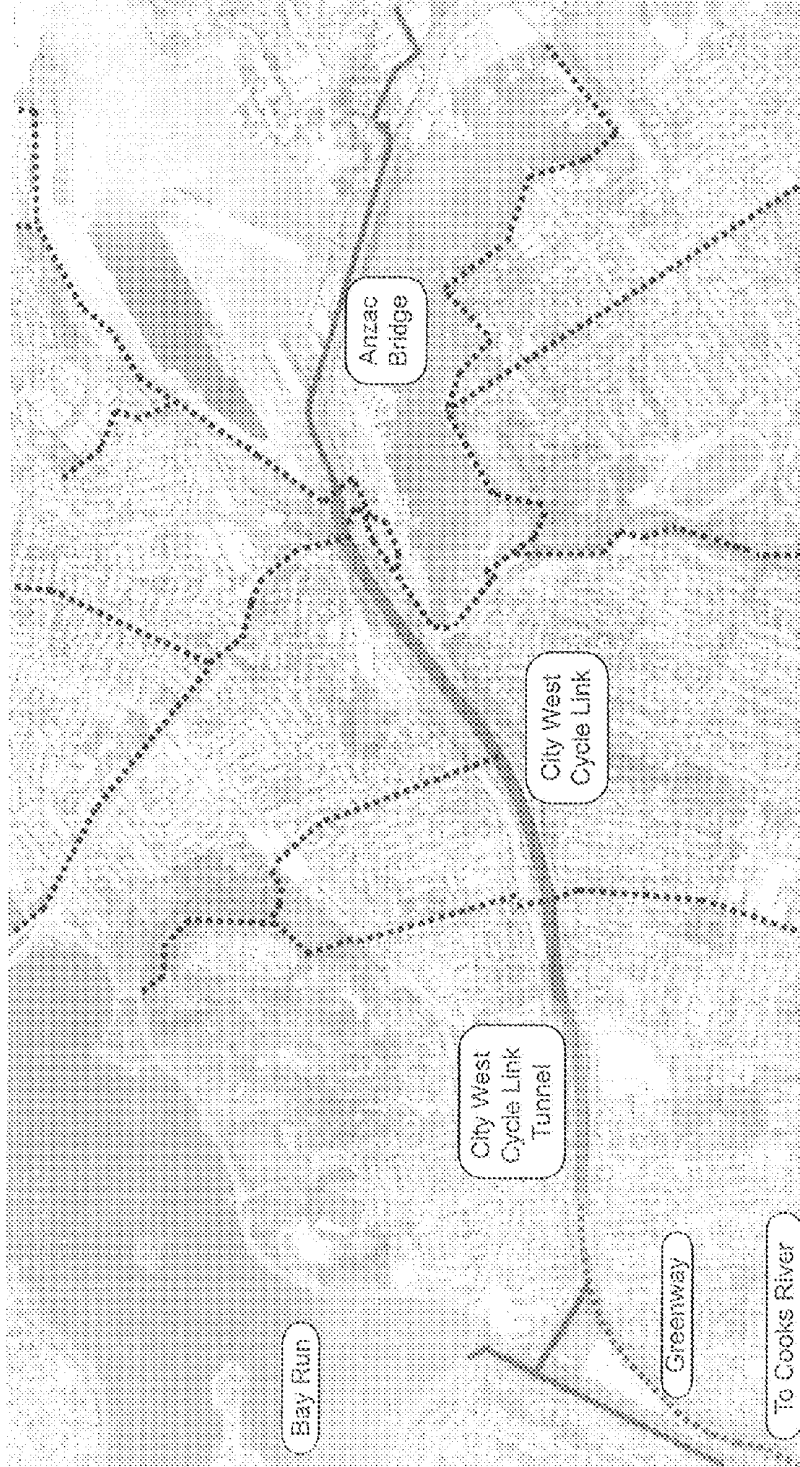 Bay Run
City West
Cycle Link
Tunnel
Greenway
To Cooks River
City West
Cycle Link
Anzac
Bridge